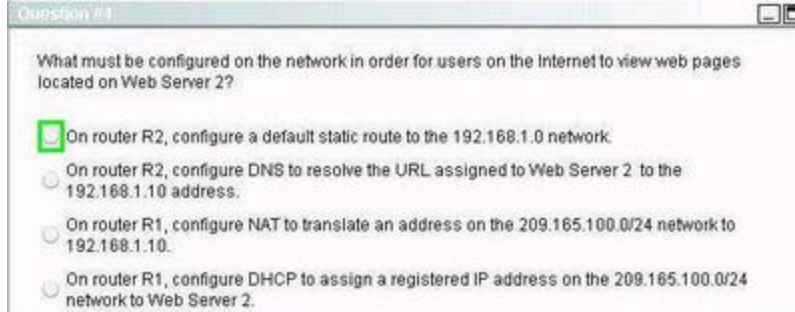 Question #4
What must be configured on the network in order for users on the Internet to view web pages
located on Web Server 2?
On router R2, configure a default static route to the 192.168.1.0 network.
On router R2, configure DNS to resolve the URL assigned to Web Server 2 to the
192.168.1.10 address.
On router R1, configure NAT to translate an address on the 209.165.100.0/24 network to
192.168.1.10.
On router R1, configure DHCP to assign a registered IP address on the 209.165.100.0/24
network to Web Server 2.